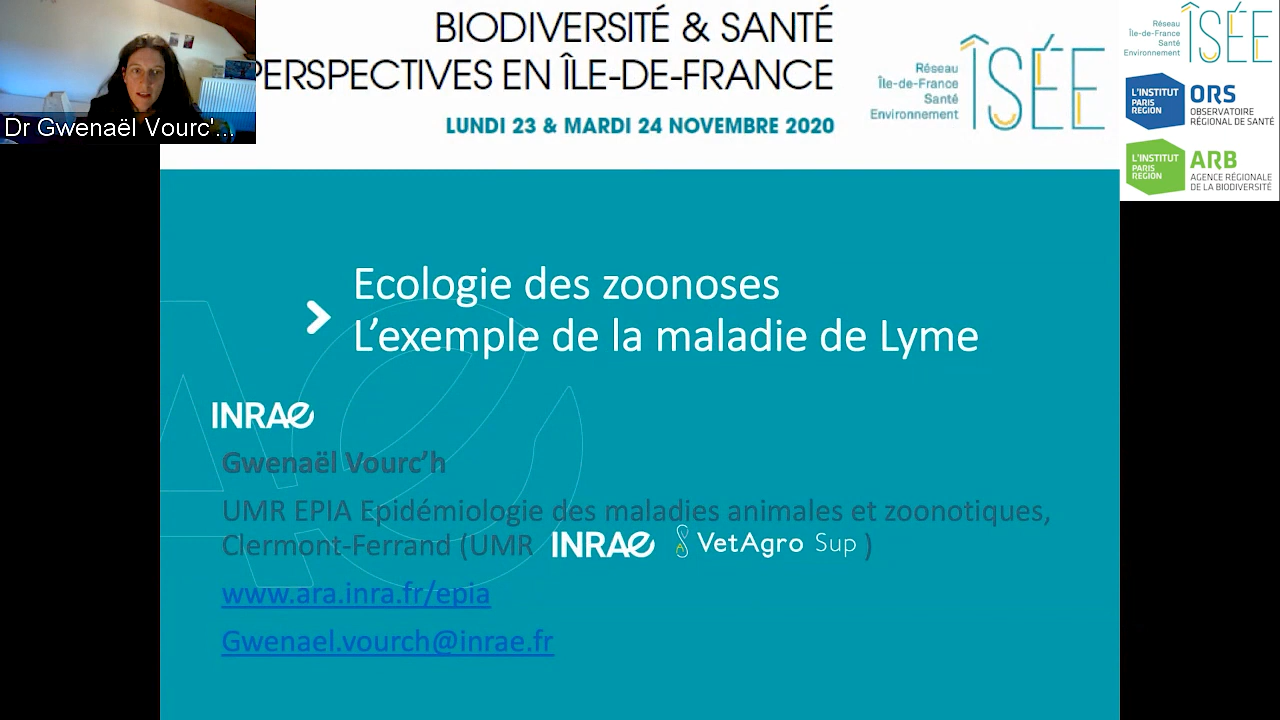 Dr Gwenaël Vourc'...
BIODIVERSITÉ & SANTÉ
PERSPECTIVES EN ÎLE-DE-FRANCE
LUNDI 23 & MARDI 24 NOVEMBRE 2020
Réseau
Île-de-France
Santé
Environnement
ÎSÉE
Réseau
Île-de-France
Santé
Environnement
ÎSÉE
L'INSTITUT
PARIS
REGION
ORS
OBSERVATOIRE
RÉGIONAL DE SANTÉ
L'INSTITUT
PARIS
REGION
ARB
AGENCE RÉGIONALE
DE LA BIODIVERSITÉ
Ecologie des zoonoses
L'exemple de la maladie de Lyme
INRAE
Gwenaël Vourc'h
UMR EPIA Epidémiologie des maladies animales et zoonotiques,
Clermont-Ferrand (UMR INRAE VetAgro Sup )
www.ara.inra.fr/epia
Gwenael.vourch@inrae.fr